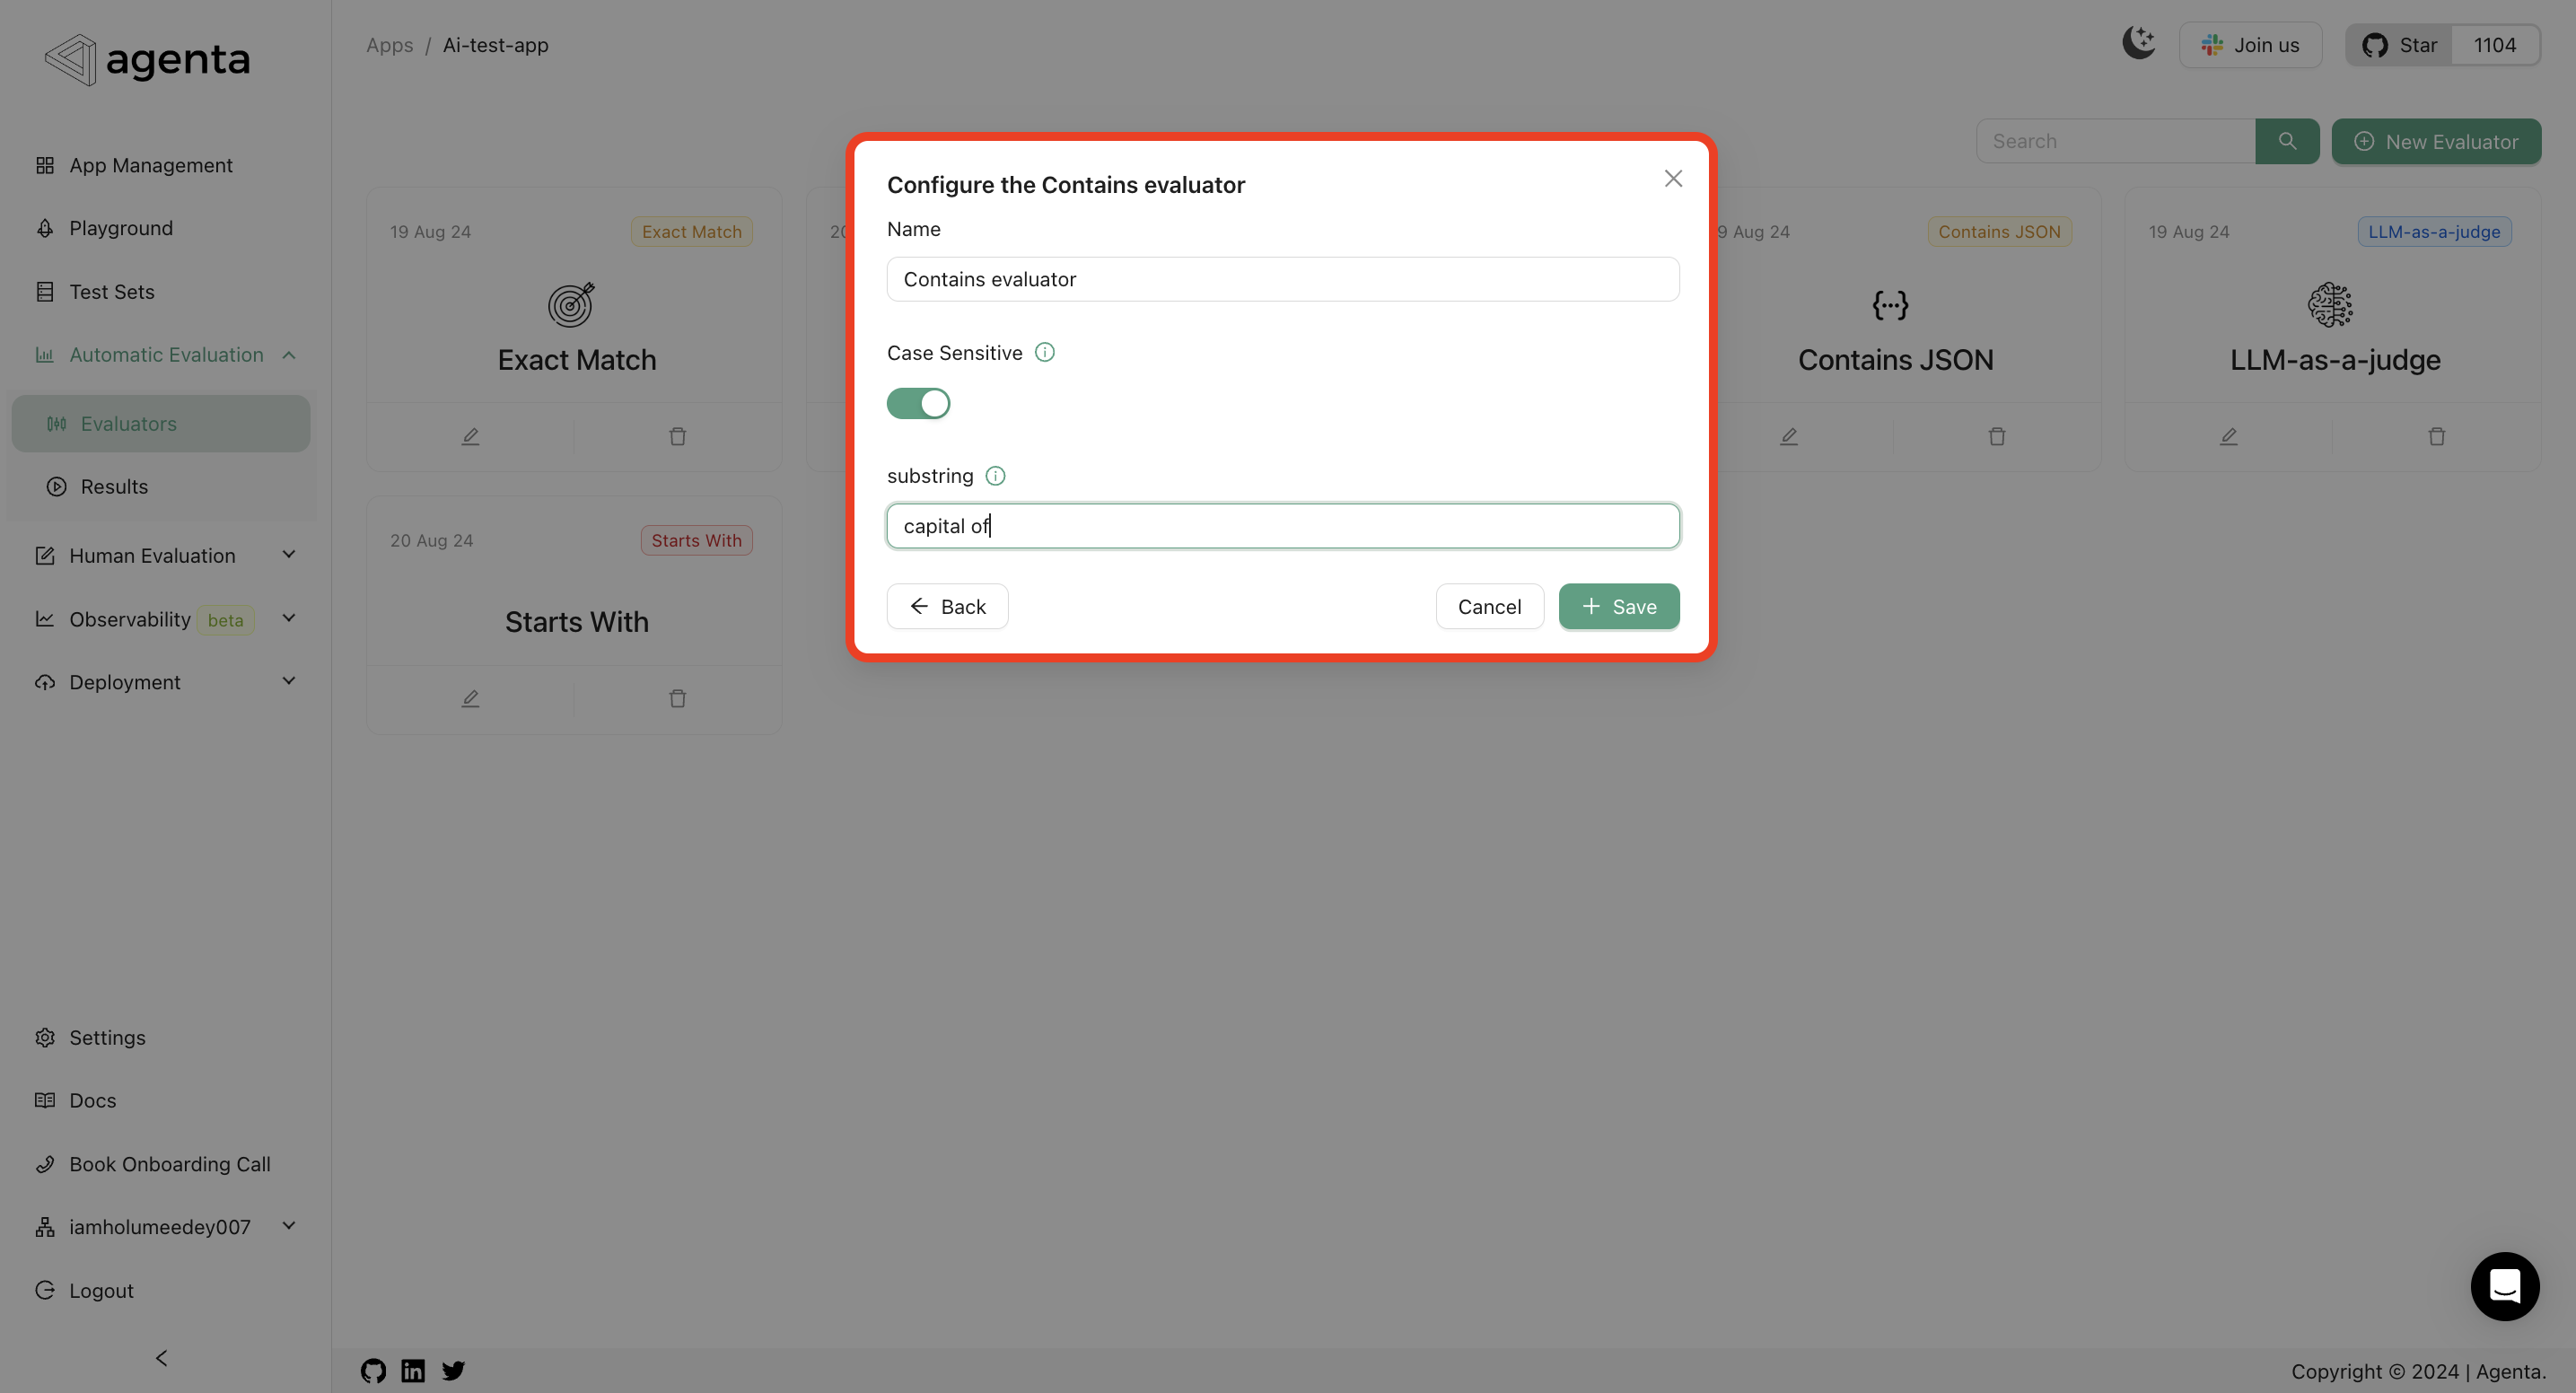 agenta
Apps / Ai-test-app
Join us
Star 1104
App Management
Playground
Test Sets
Automatic Evaluation
Evaluators
Results
Human Evaluation
Observability beta
Deployment
Settings
Docs
Book Onboarding Call
iamholumeedey007
Logout
Search
New Evaluator
19 Aug 24
Exact Match
Exact Match
20
9 Aug 24
Contains JSON
Contains JSON
19 Aug 24
LLM-as-a-judge
LLM-as-a-judge
20 Aug 24
Starts With
Starts With
Configure the Contains evaluator
Name
Contains evaluator
Case Sensitive
substring
capital of
Back
Cancel
Save
Copyright © 2024 | Agenta.